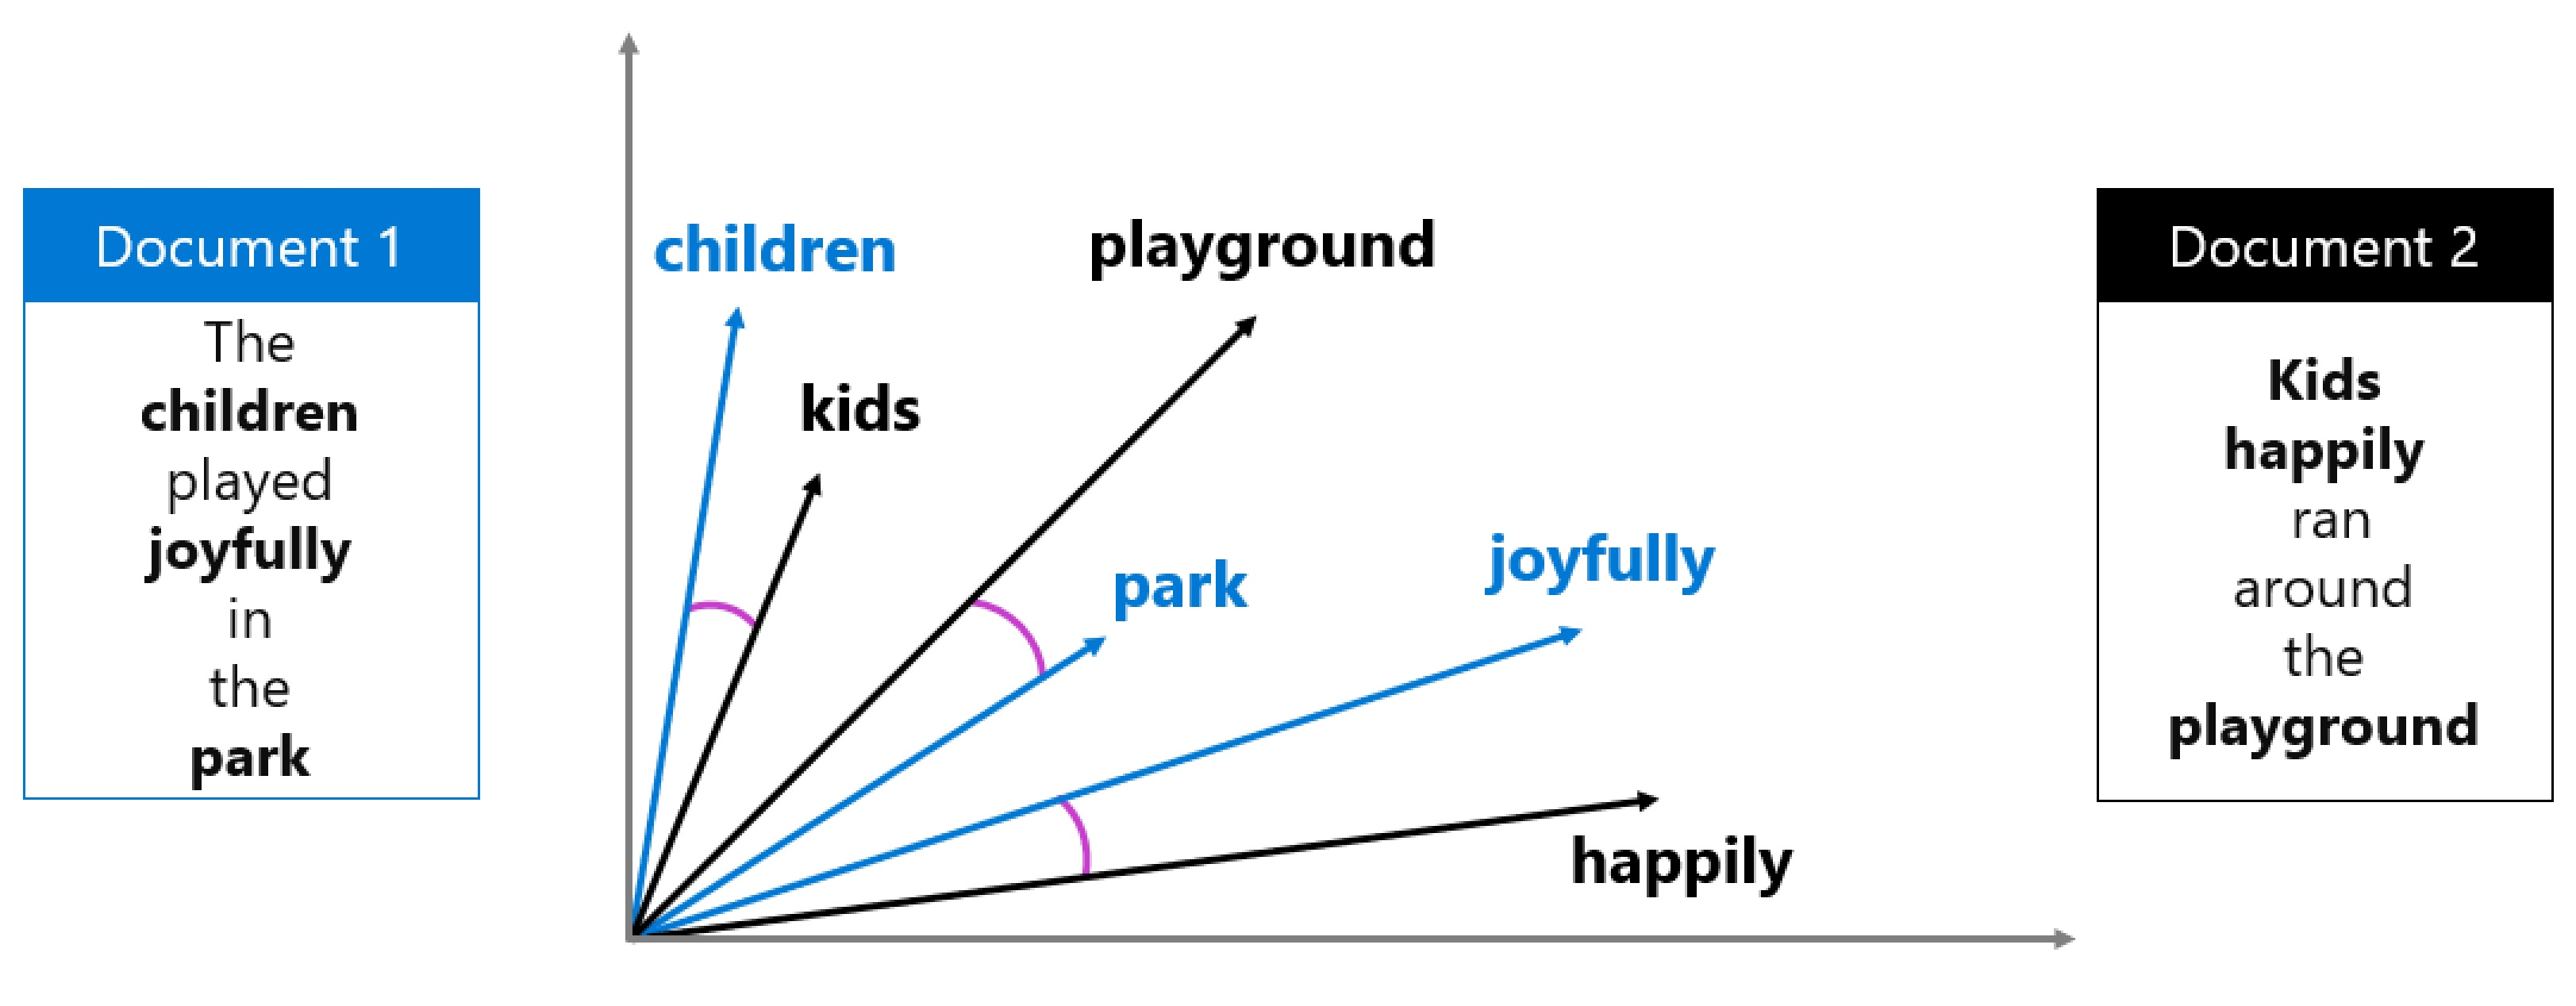 Document 1
The
children
played
joyfully
in
the
park
children
playground
kids
park
joyfully
happily
Document 2
Kids
happily
ran
around
the
playground